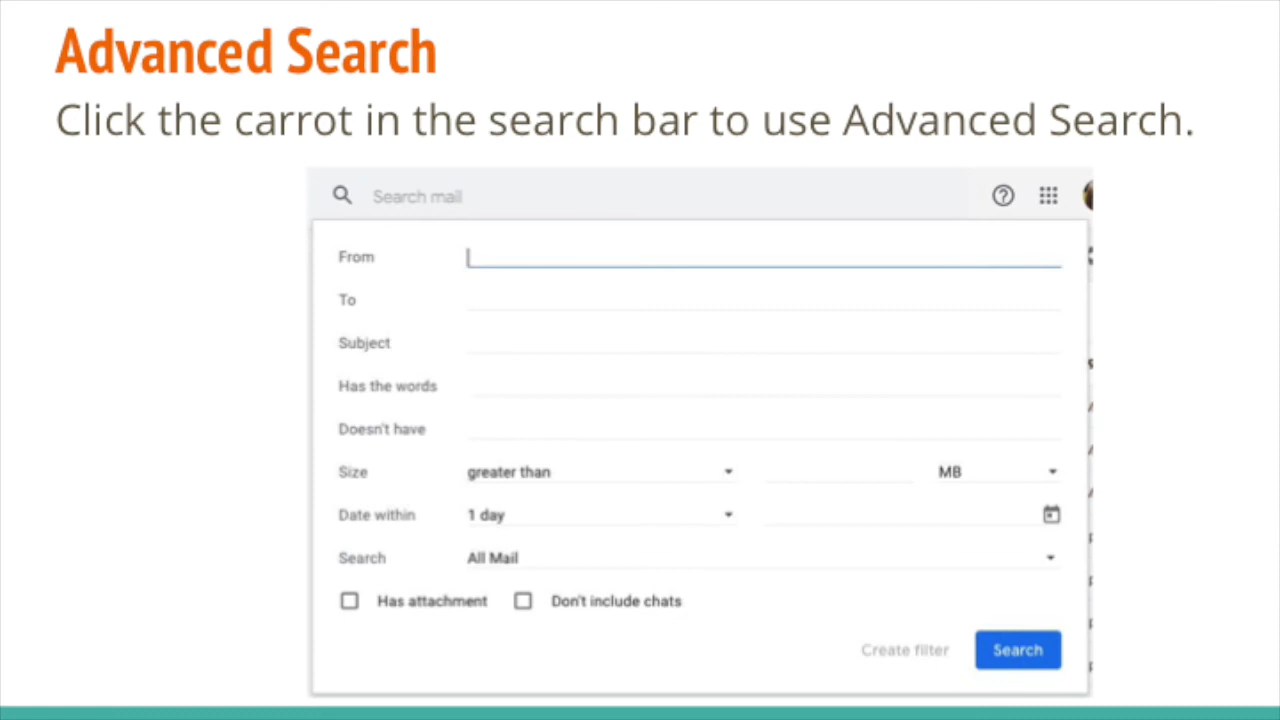 Advanced Search
Click the carrot in the search bar to use Advanced Search.
Search mail
From
To
Subject
Has the words
Doesn't have
Size greater than MB
Date within 1 day
Search All Mail
Has attachment Don't include chats
Create filter Search